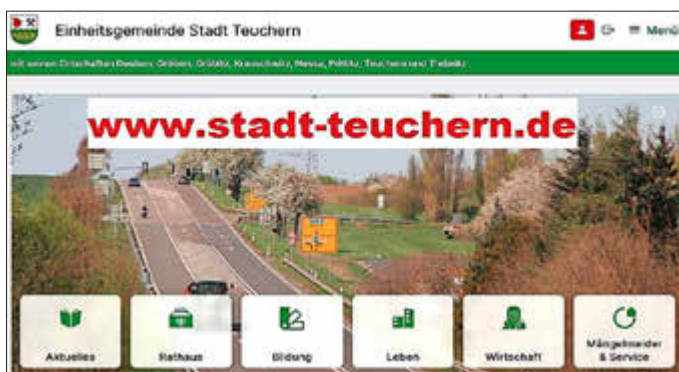 Einheitsgemeinde Stadt Teuchern
Menü
mit seinen Ortschaften Deuben, Gröben, Gröbitz, Krauschwitz, Nessa, Prittitz, Teuchern und Trebnitz
www.stadt-teuchern.de
Aktuelles
Rathaus
Bildung
Leben
Wirtschaft
Mängelmelder
& Service